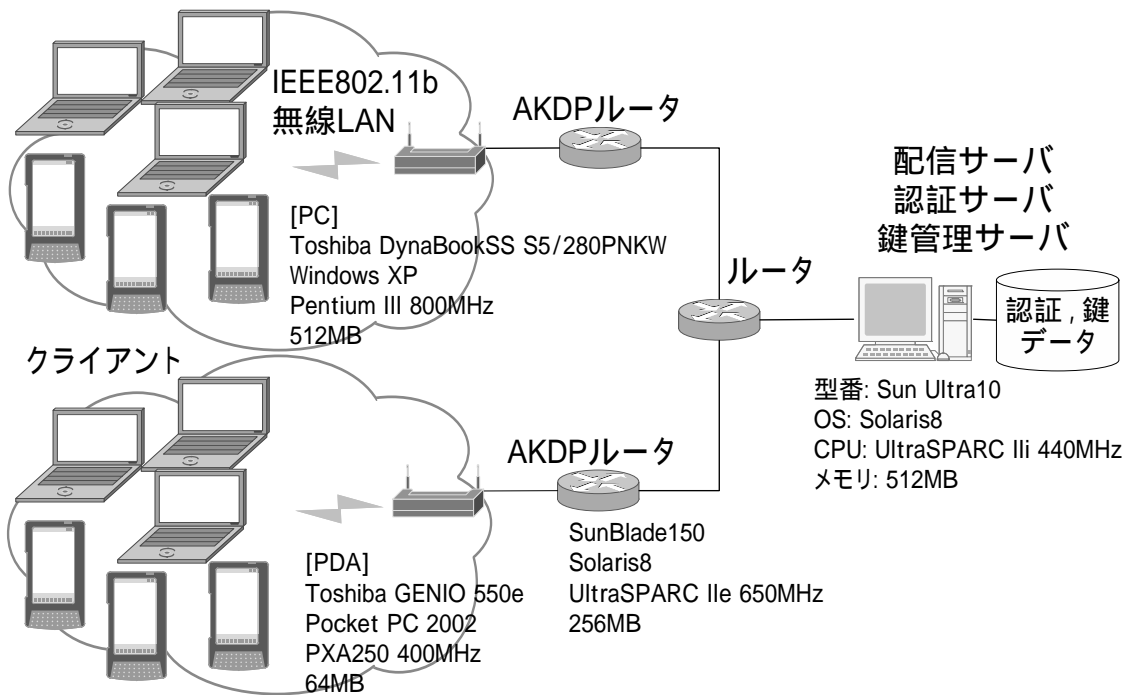 IEEE802.11b
無線LAN
AKDPルータ
配信サーバ
認証サーバ
鍵管理サーバ
[PC]
Toshiba DynaBookSS S5/280PNKW
Windows XP
Pentium III 800MHz
512MB
ルータ
認証,鍵
データ
クライアント
型番: Sun Ultra10
OS: Solaris8
CPU: UltraSPARC IIi 440MHz
メモリ: 512MB
AKDPルータ
SunBlade150
Solaris8
UltraSPARC IIe 650MHz
256MB
[PDA]
Toshiba GENIO 550e
Pocket PC 2002
PXA250 400MHz
64MB